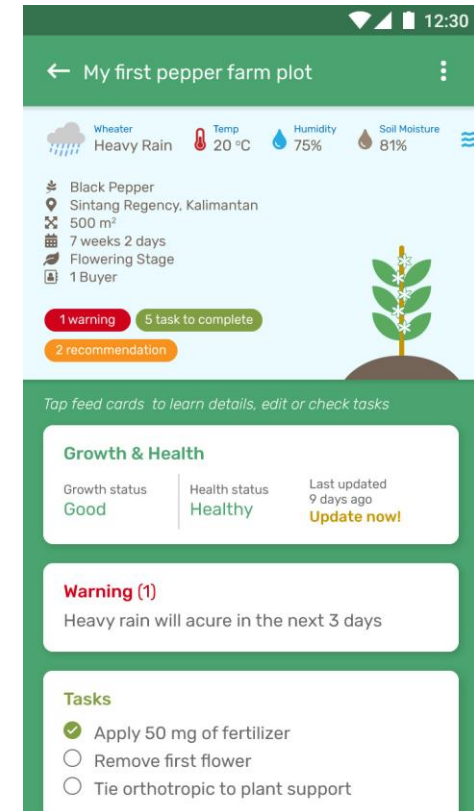 12:30
My first pepper farm plot
Wheater
Heavy Rain
Temp
20 °C
Humidity
75%
Soil Moisture
81%
Black Pepper
Sintang Regency, Kalimantan
500 m²
7 weeks 2 days
Flowering Stage
1 Buyer
1 warning
5 task to complete
2 recommendation
Tap feed cards to learn details, edit or check tasks
Growth & Health
Growth status
Good
Health status
Healthy
Last updated
9 days ago
Update now!
Warning (1)
Heavy rain will acure in the next 3 days
Tasks
Apply 50 mg of fertilizer
Remove first flower
Tie orthotropic to plant support